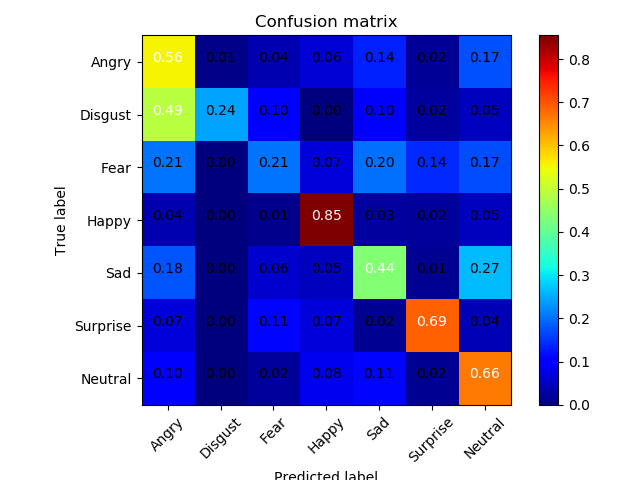 Confusion matrix
Angry 0.56 0.01 0.04 0.06 0.14 0.02 0.17
Disgust 0.49 0.24 0.10 0.00 0.10 0.02 0.05
Fear 0.21 0.00 0.21 0.07 0.20 0.14 0.17
Happy 0.04 0.00 0.01 0.85 0.03 0.02 0.05
Sad 0.18 0.00 0.06 0.05 0.44 0.01 0.27
Surprise 0.07 0.00 0.11 0.07 0.02 0.69 0.04
Neutral 0.10 0.00 0.02 0.08 0.11 0.02 0.66
True label
Angry Disgust Fear Happy Sad Surprise Neutral
Predicted label
0.8
0.7
0.6
0.5
0.4
0.3
0.2
0.1
0.0